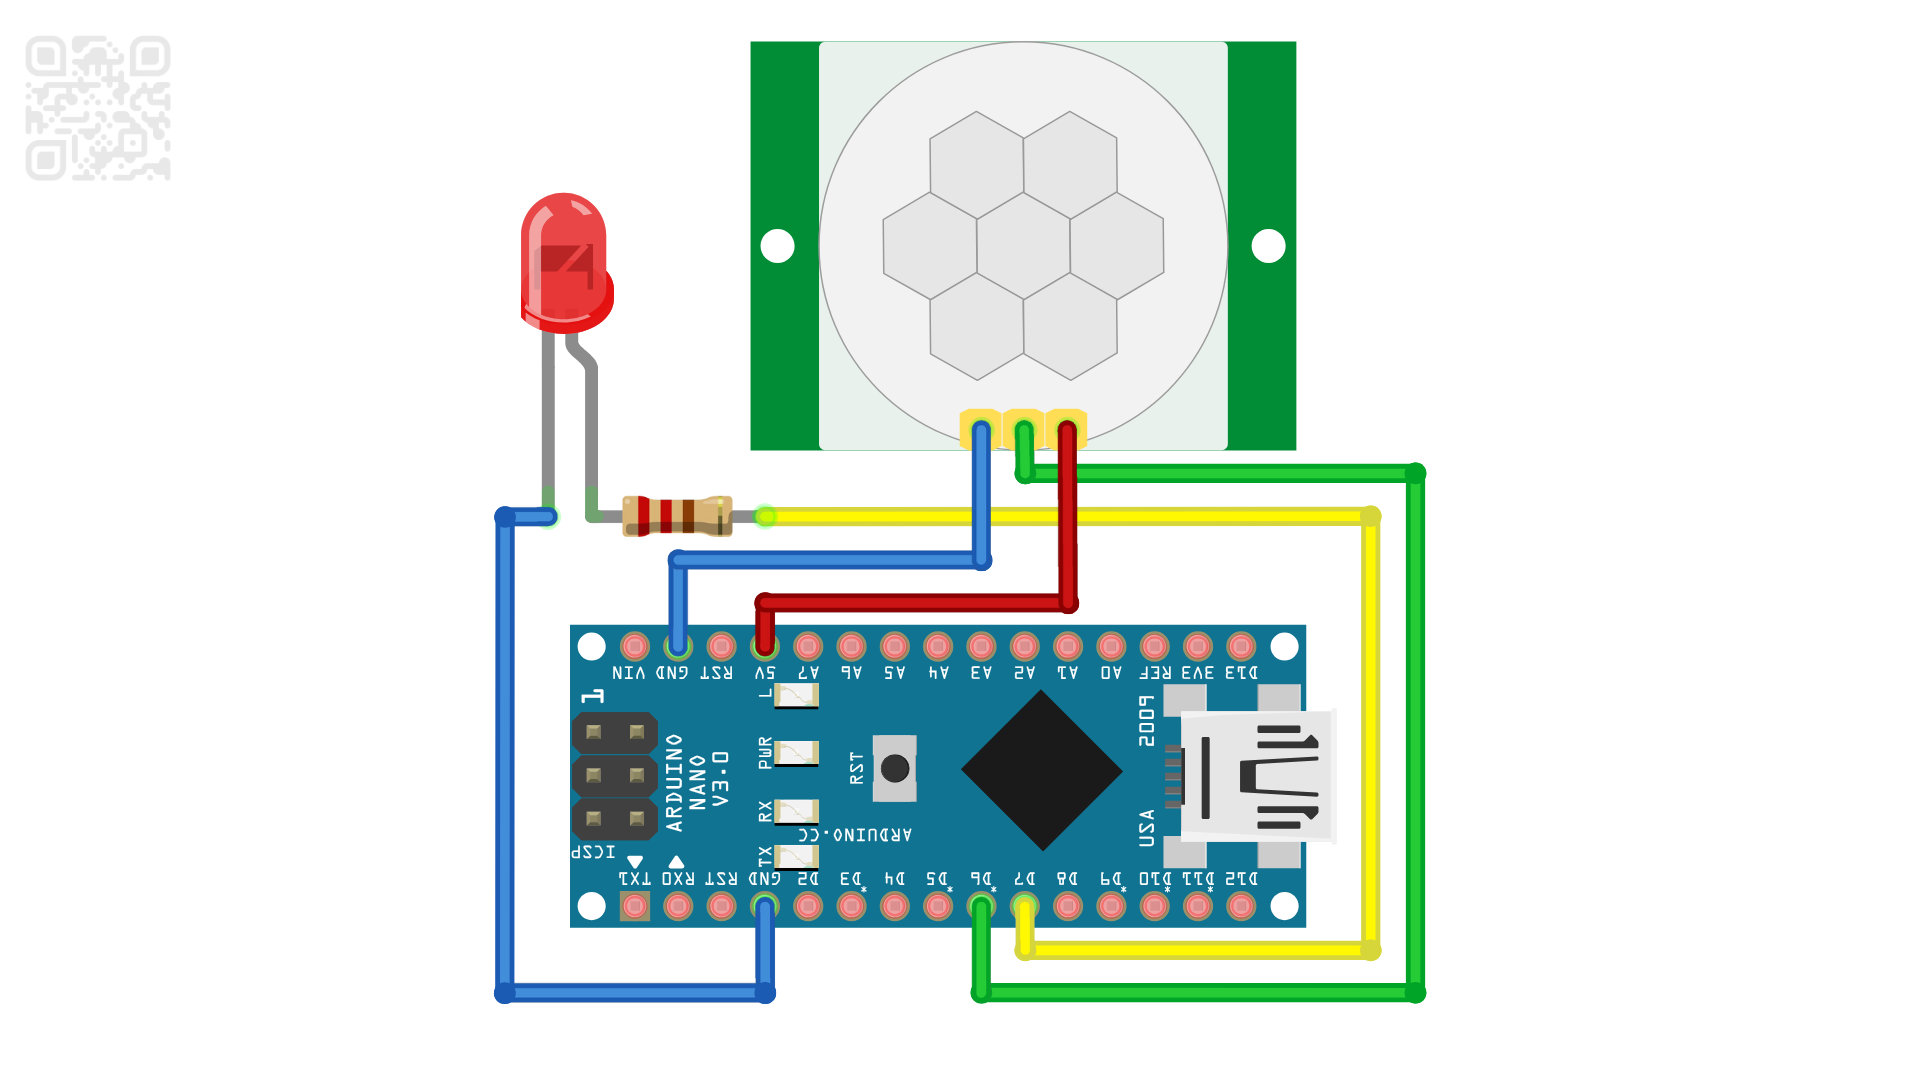 VIN GND RST 5V A7 A6 A5 A4 A3 A2 A1 A0 REF 3V3 D13
1
L
PWR
RX
TX
ARDUINO
NANO
V3.0
RST
ARDUINO.CC
2009
USA
ICSP
TX1 RX0 RST GND D2 D3* D4 D5* D6* D7 D8 D9* D10* D11* D12